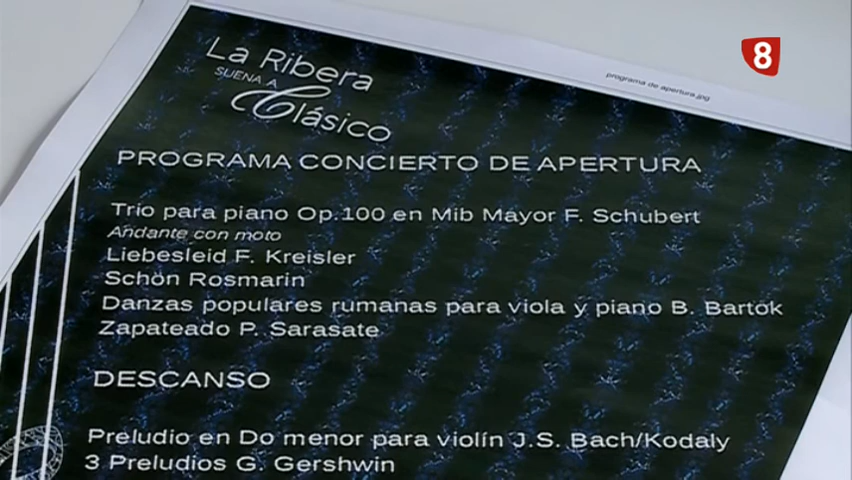 8
programa de apertura.jpg
La Ribera
SUENA A
Clásico
PROGRAMA CONCIERTO DE APERTURA
Trio para piano Op.100 en Mib Mayor F. Schubert
Andante con moto
Liebesleid F. Kreisler
Schön Rosmarin
Danzas populares rumanas para viola y piano B. Bartok
Zapateado P. Sarasate
DESCANSO
Preludio en Do menor para violín J.S. Bach/Kodaly
3 Preludios G. Gershwin